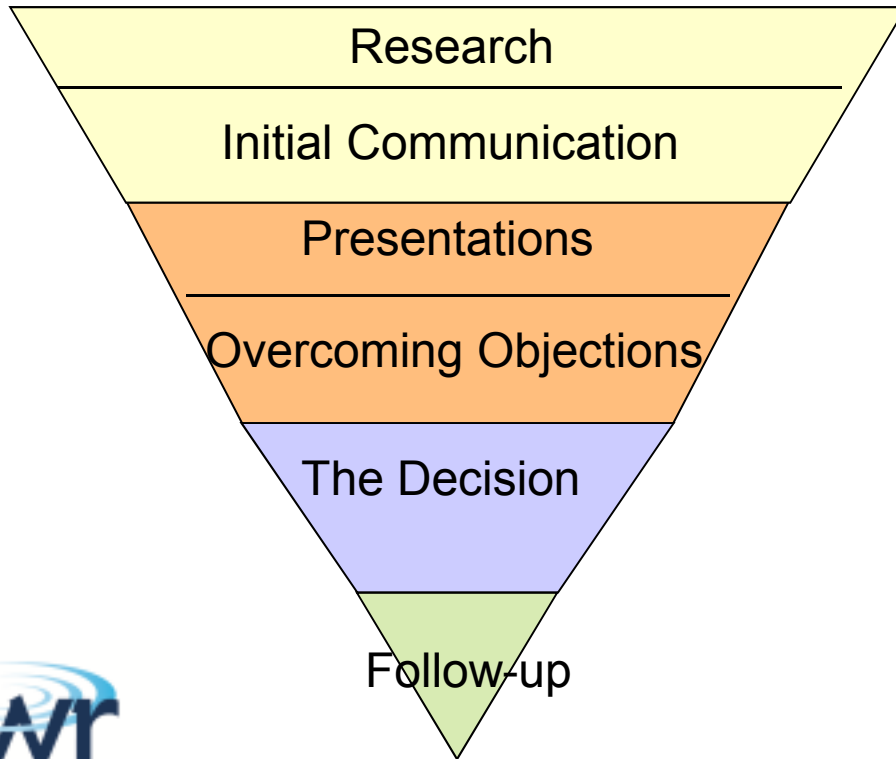 Research
Initial Communication
Presentations
Overcoming Objections
The Decision
Follow-up